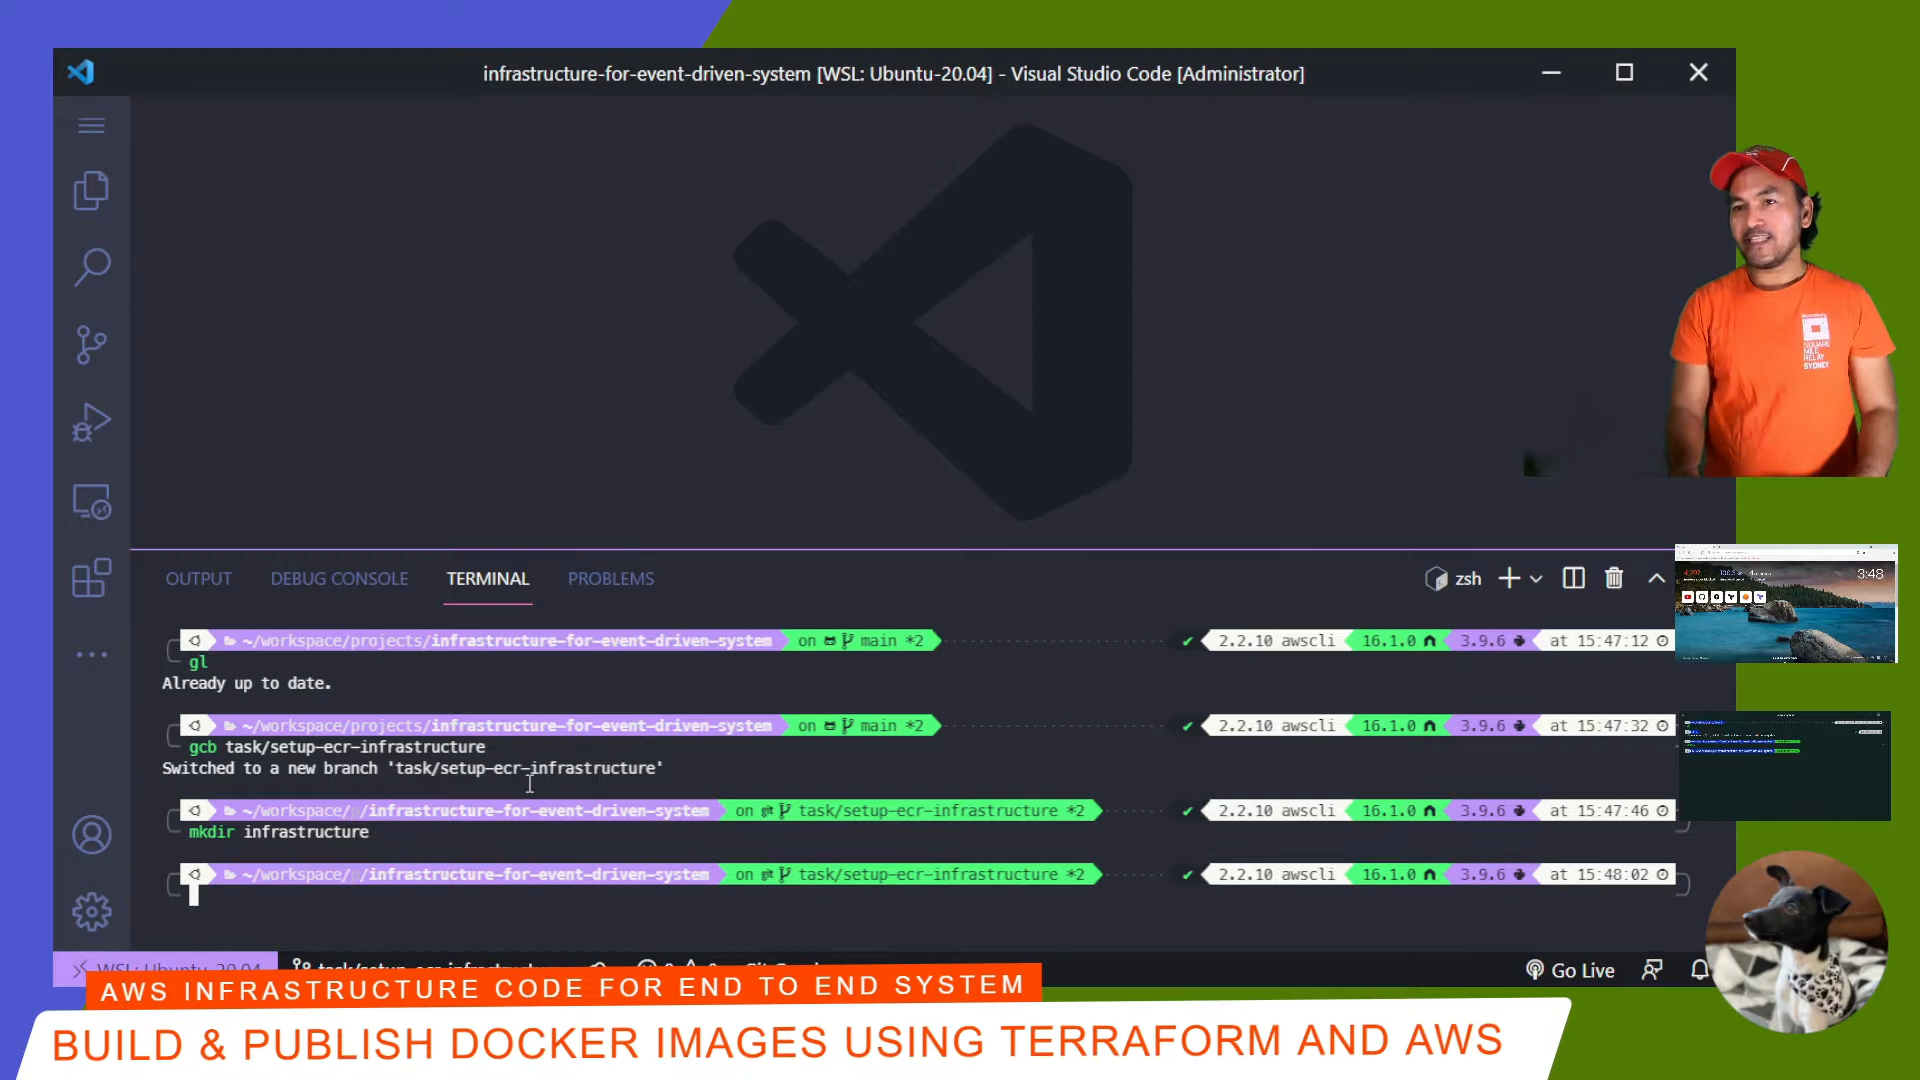 infrastructure-for-event-driven-system [WSL: Ubuntu-20.04] - Visual Studio Code [Administrator]
OUTPUT DEBUG CONSOLE TERMINAL PROBLEMS zsh
~/workspace/projects/infrastructure-for-event-driven-system on main *2 ✔ 2.2.10 awscli 16.1.0 3.9.6 at 15:47:12
gl
Already up to date.
~/workspace/projects/infrastructure-for-event-driven-system on main *2 ✔ 2.2.10 awscli 16.1.0 3.9.6 at 15:47:32
gcb task/setup-ecr-infrastructure
Switched to a new branch 'task/setup-ecr-infrastructure'
~/workspace/p/infrastructure-for-event-driven-system on task/setup-ecr-infrastructure *2 ✔ 2.2.10 awscli 16.1.0 3.9.6 at 15:47:46
mkdir infrastructure
~/workspace/p/infrastructure-for-event-driven-system on task/setup-ecr-infrastructure *2 ✔ 2.2.10 awscli 16.1.0 3.9.6 at 15:48:02
WSL: Ubuntu-20.04
Go Live
SQUARE
MILE
RELAY
SYDNEY
3:48
AWS INFRASTRUCTURE CODE FOR END TO END SYSTEM
BUILD & PUBLISH DOCKER IMAGES USING TERRAFORM AND AWS